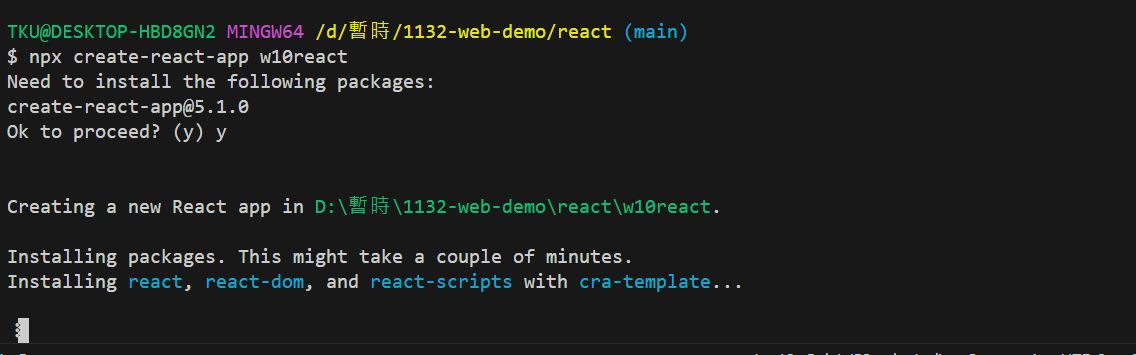 TKU@DESKTOP-HBD8GN2 MINGW64 /d/暫時/1132-web-demo/react (main)
$ npx create-react-app w10react
Need to install the following packages:
create-react-app@5.1.0
Ok to proceed? (y) y
Creating a new React app in D:\暫時\1132-web-demo\react\w10react.
Installing packages. This might take a couple of minutes.
Installing react, react-dom, and react-scripts with cra-template...